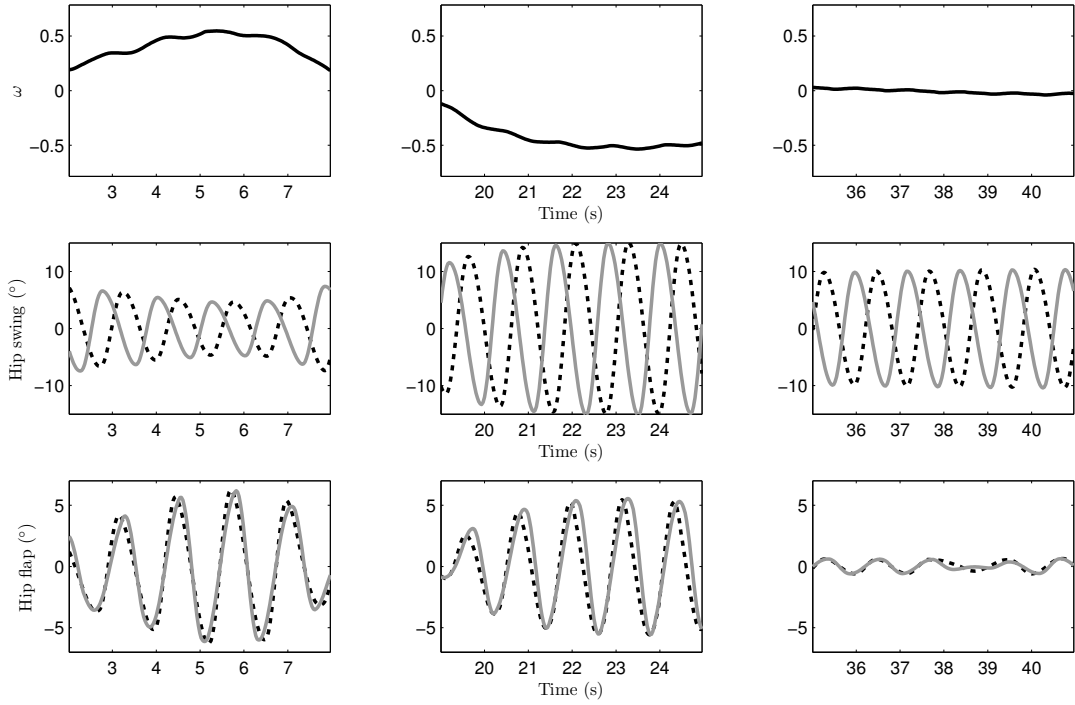 0.5 0.5 0.5
ω 0 0 0
−0.5 −0.5 −0.5
3 4 5 6 7 20 21 22 23 24 36 37 38 39 40
Time (s)
10 10 10
Hip swing (°) 0 0 0
−10 −10 −10
3 4 5 6 7 20 21 22 23 24 36 37 38 39 40
Time (s)
5 5 5
Hip flap (°) 0 0 0
−5 −5 −5
3 4 5 6 7 20 21 22 23 24 36 37 38 39 40
Time (s)